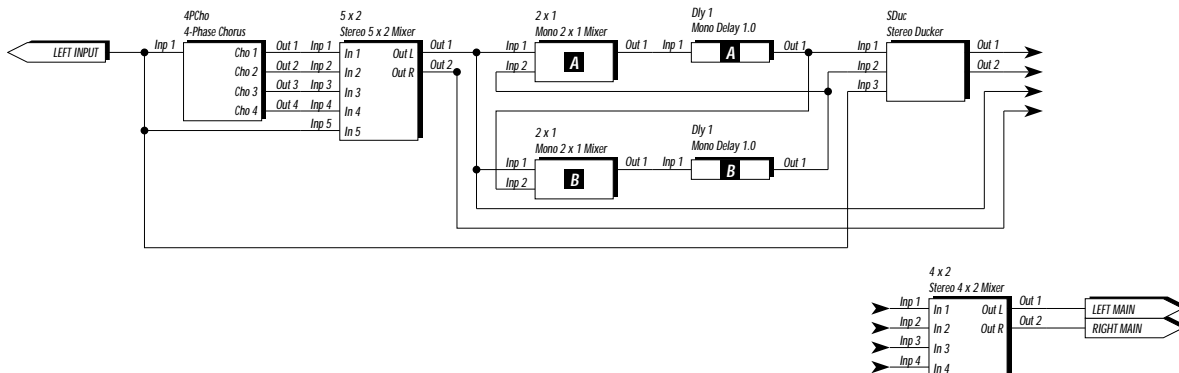 LEFT INPUT
Inp 1
4PCho
4-Phase Chorus
Cho 1
Cho 2
Cho 3
Cho 4
Out 1
Out 2
Out 3
Out 4
Inp 1
Inp 2
Inp 3
Inp 4
Inp 5
5 x 2
Stereo 5 x 2 Mixer
In 1
In 2
In 3
In 4
In 5
Out L
Out R
Out 1
Out 2
2 x 1
Mono 2 x 1 Mixer
Inp 1
Inp 2
A
Out 1
Dly 1
Mono Delay 1.0
Inp 1
A
Out 1
2 x 1
Mono 2 x 1 Mixer
Inp 1
Inp 2
B
Out 1
Dly 1
Mono Delay 1.0
Inp 1
B
Out 1
SDuc
Stereo Ducker
Inp 1
Inp 2
Inp 3
Out 1
Out 2
4 x 2
Stereo 4 x 2 Mixer
Inp 1
Inp 2
Inp 3
Inp 4
In 1
In 2
In 3
In 4
Out L
Out R
Out 1
Out 2
LEFT MAIN
RIGHT MAIN